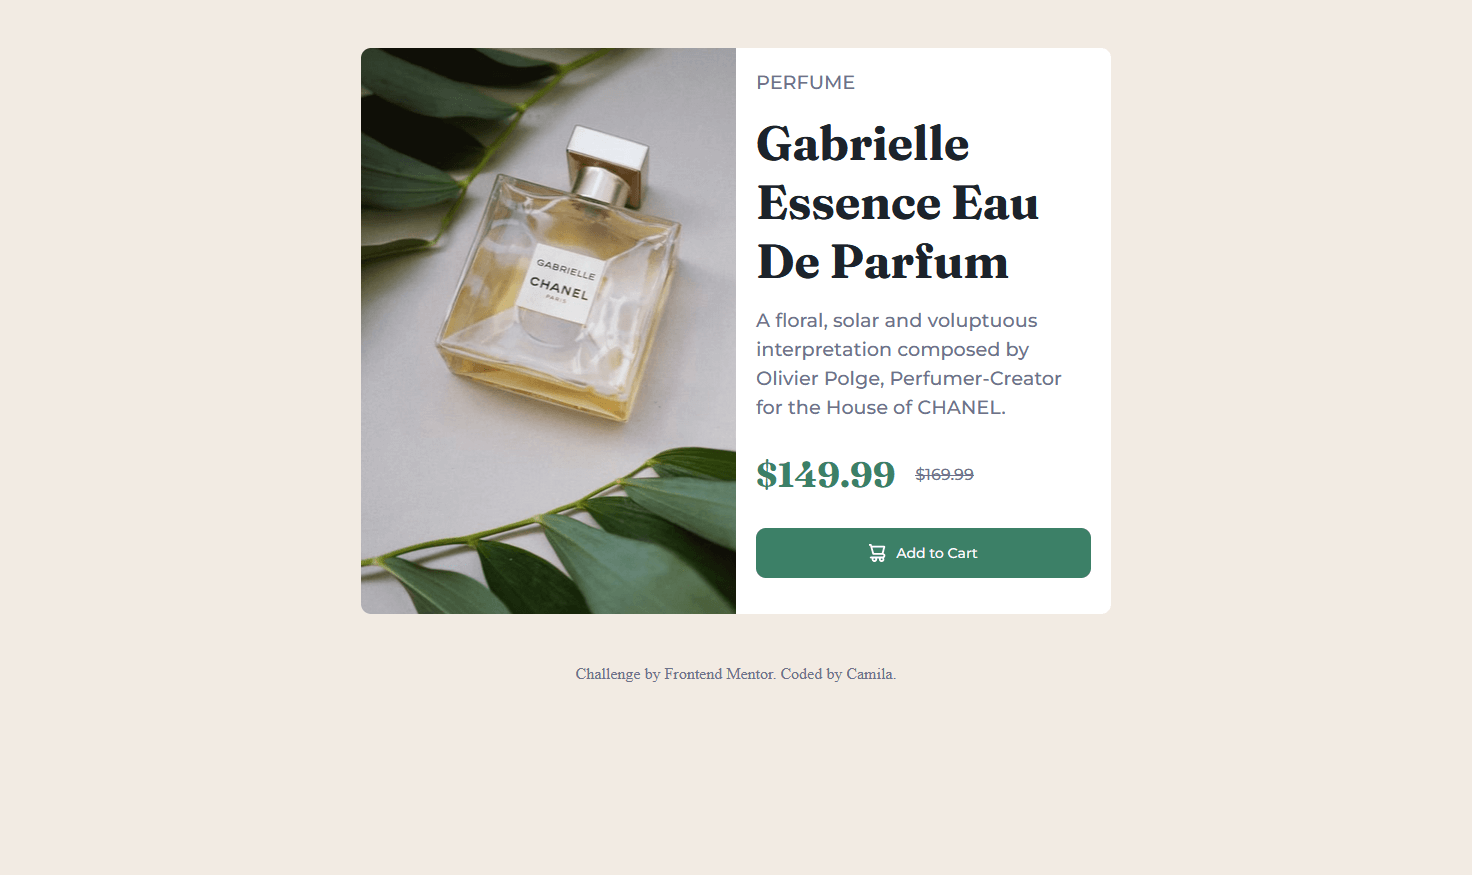 GABRIELLE
CHANEL
PARIS
PERFUME
Gabrielle
Essence Eau
De Parfum
A floral, solar and voluptuous
interpretation composed by
Olivier Polge, Perfumer-Creator
for the House of CHANEL.
$149.99 $169.99
Add to Cart
Challenge by Frontend Mentor. Coded by Camila.